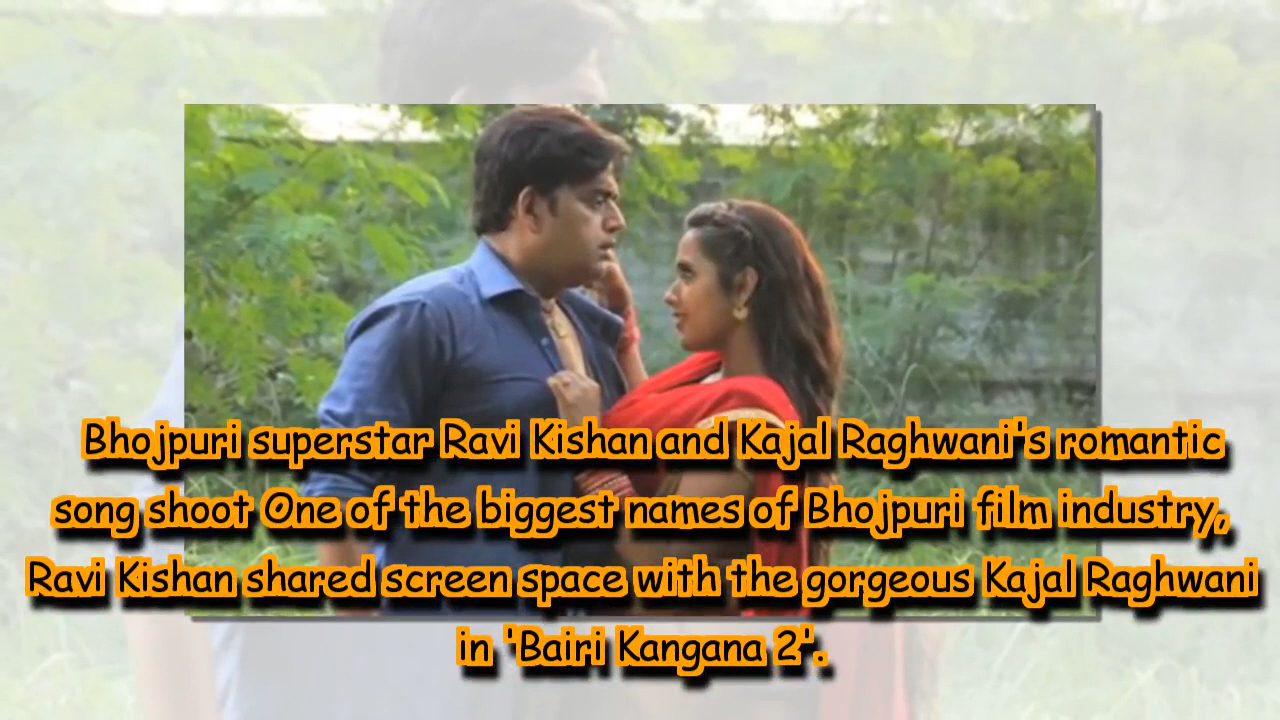 Bhojpuri superstar Ravi Kishan and Kajal Raghwani's romantic
song shoot One of the biggest names of Bhojpuri film industry,
Ravi Kishan shared screen space with the gorgeous Kajal Raghwani
in 'Bairi Kangana 2'.